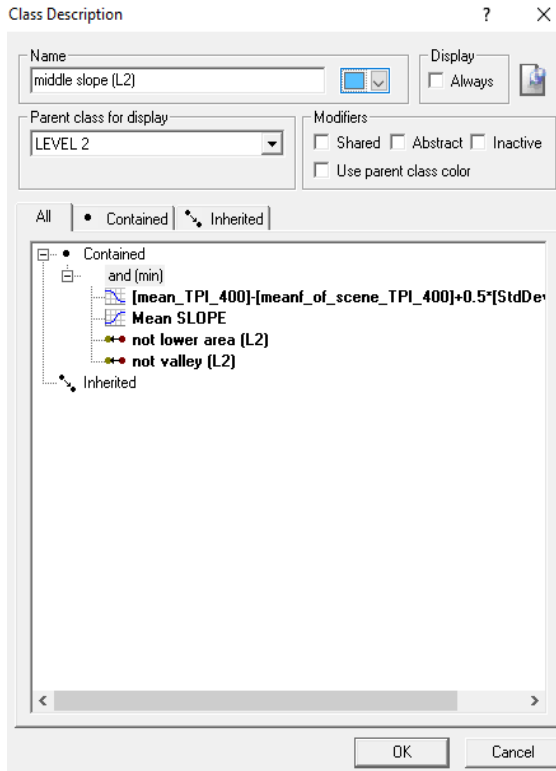 Class Description
? 
Name
middle slope (L2)
Display
Always
Parent class for display
LEVEL 2
Modifiers
Shared Abstract Inactive
Use parent class color
All Contained Inherited
Contained
and (min)
[mean_TPI_400]-[meanf_of_scene_TPI_400]+0.5*[StdDev
Mean SLOPE
not lower area (L2)
not valley (L2)
Inherited
OK Cancel